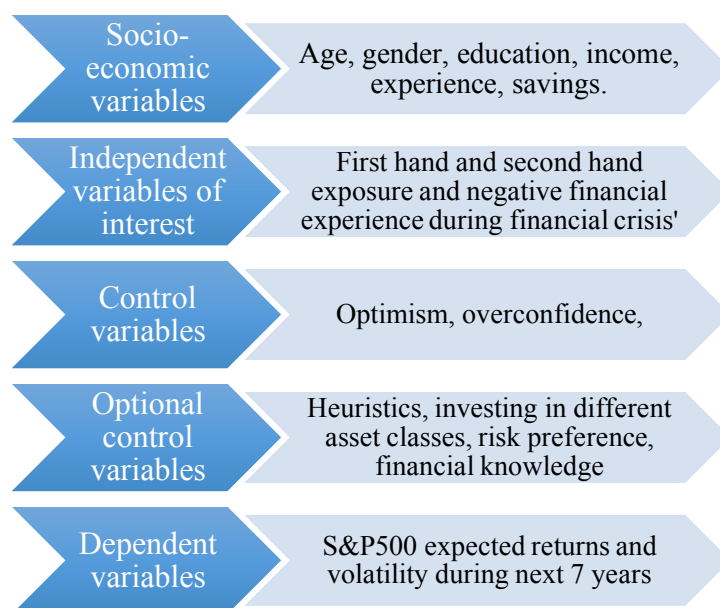 Socio-
economic
variables
Age, gender, education, income,
experience, savings.
Independent
variables of
interest
First hand and second hand
exposure and negative financial
experience during financial crisis'
Control
variables
Optimism, overconfidence,
Optional
control
variables
Heuristics, investing in different
asset classes, risk preference,
financial knowledge
Dependent
variables
S&P500 expected returns and
volatility during next 7 years